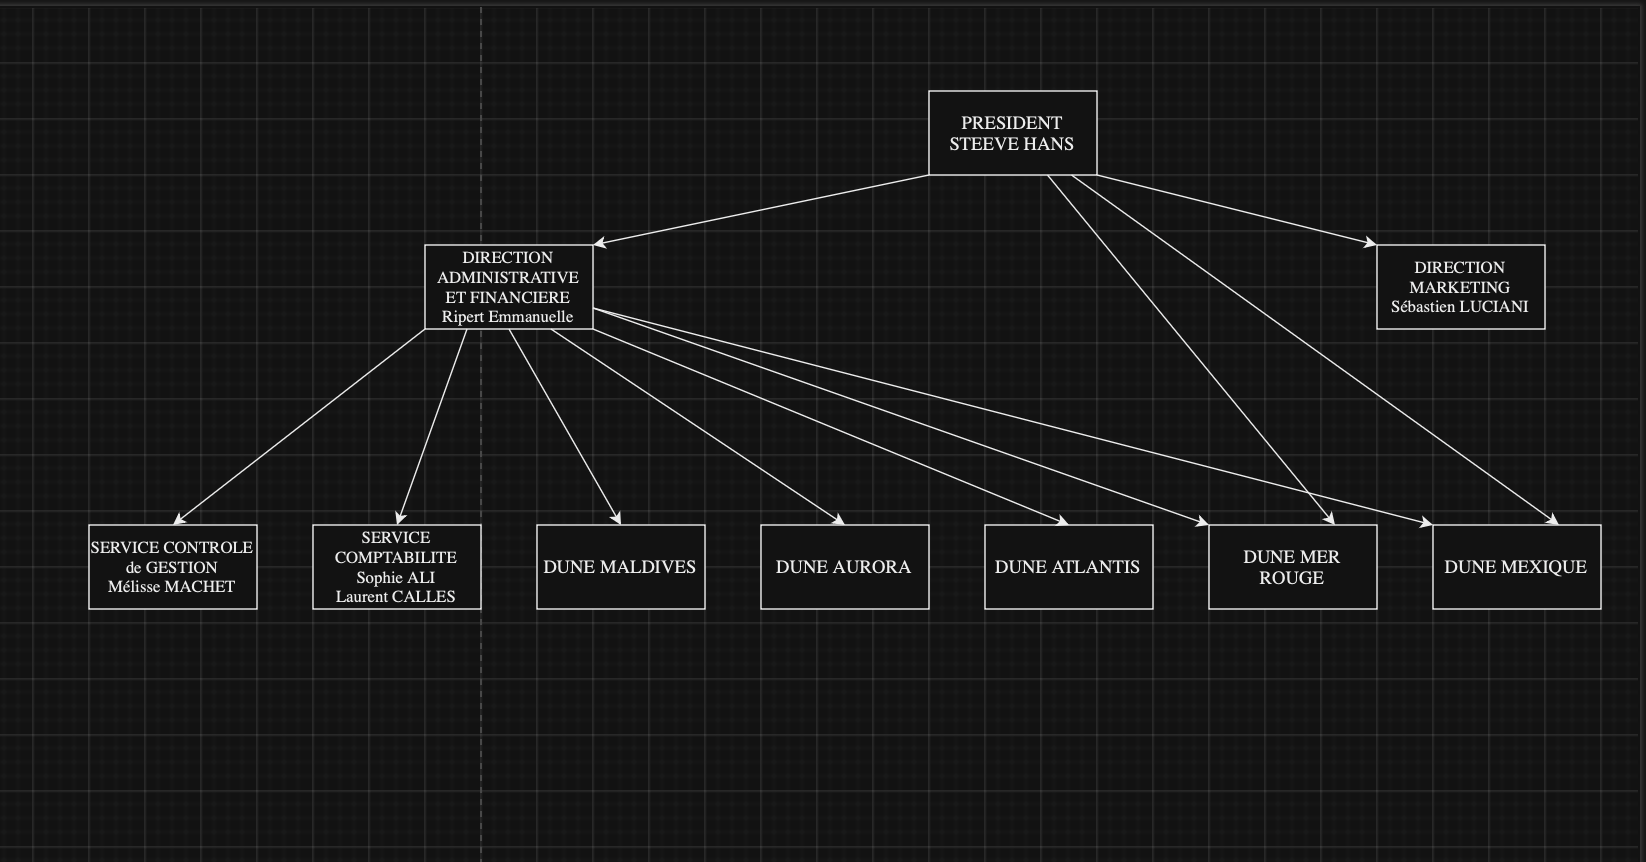 PRESIDENT
STEEVE HANS
DIRECTION
ADMINISTRATIVE
ET FINANCIERE
Ripert Emmanuelle
DIRECTION
MARKETING
Sébastien LUCIANI
SERVICE CONTROLE
de GESTION
Mélisse MACHET
SERVICE
COMPTABILITE
Sophie ALI
Laurent CALLES
DUNE MALDIVES
DUNE AURORA
DUNE ATLANTIS
DUNE MER
ROUGE
DUNE MEXIQUE